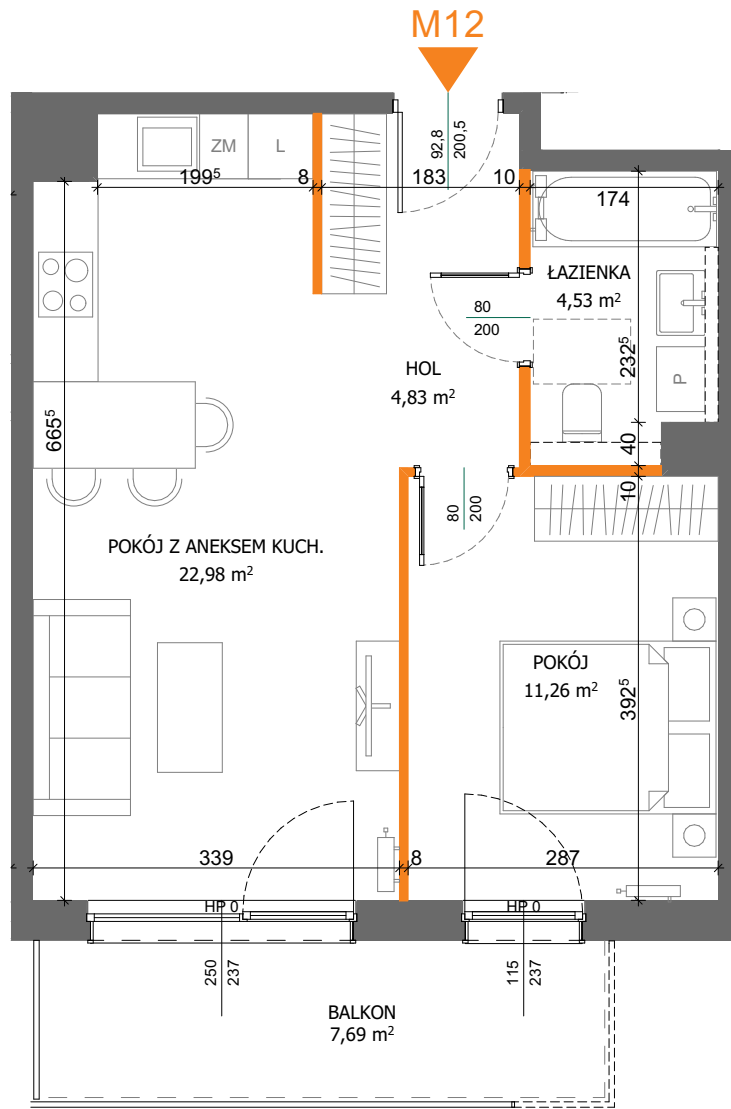 M12
92,8
200,5
ZM
L
199⁵
8
183
10
174
ŁAZIENKA
4,53 m²
80
200
232⁵
HOL
4,83 m²
P
665⁵
40
10
80
200
POKÓJ Z ANEKSEM KUCH.
22,98 m²
POKÓJ
11,26 m²
392⁵
339
8
287
HP 0
HP 0
250
237
115
237
BALKON
7,69 m²